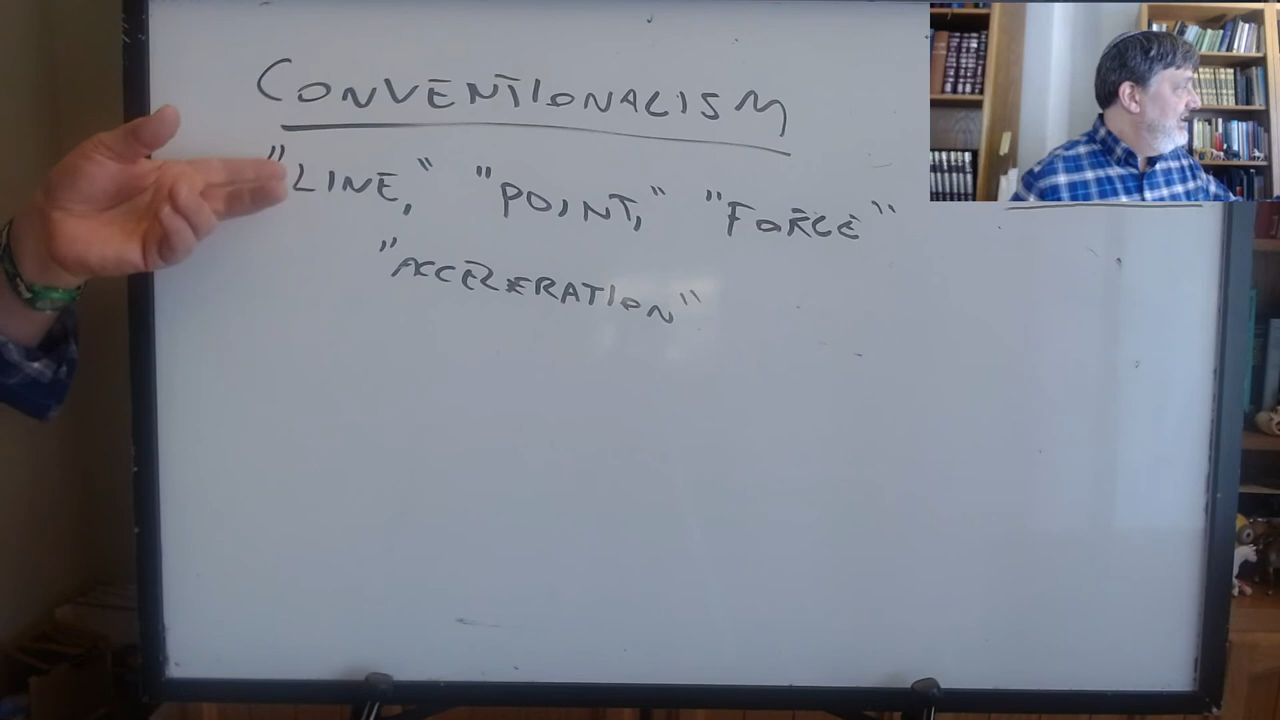 CONVENTIONALISM
"LINE," "POINT," "FORCE"
"ACCELERATION"